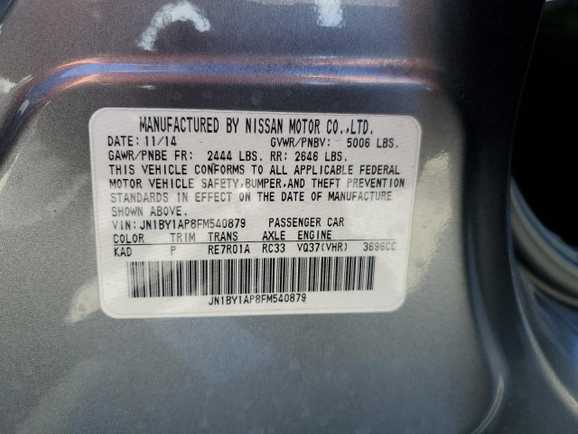 MANUFACTURED BY NISSAN MOTOR CO.,LTD.
DATE: 11/14 GVWR/PNBV: 5006 LBS.
GAWR/PNBE FR: 2444 LBS. RR: 2646 LBS.
THIS VEHICLE CONFORMS TO ALL APPLICABLE FEDERAL
MOTOR VEHICLE SAFETY,BUMPER,AND THEFT PREVENTION
STANDARDS IN EFFECT ON THE DATE OF MANUFACTURE
SHOWN ABOVE.
VIN: JN1BY1AP8FM540879 PASSENGER CAR
COLOR TRIM TRANS AXLE ENGINE
KAD P RE7R01A RC33 VQ37(VHR) 3696CC
JN1BY1AP8FM540879